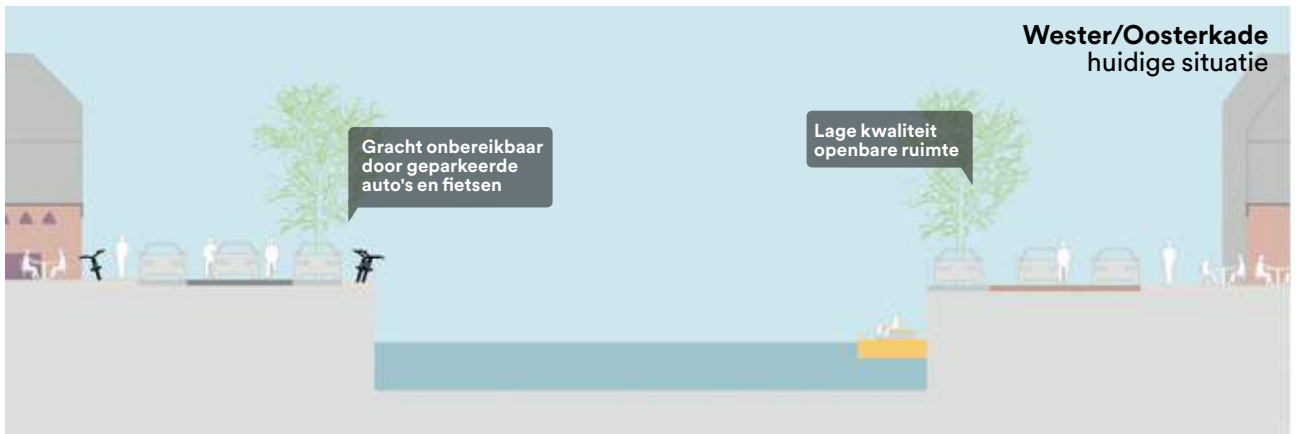 Wester/Oosterkade
huidige situatie
Gracht onbereikbaar
door geparkeerde
auto's en fietsen
Lage kwaliteit
openbare ruimte